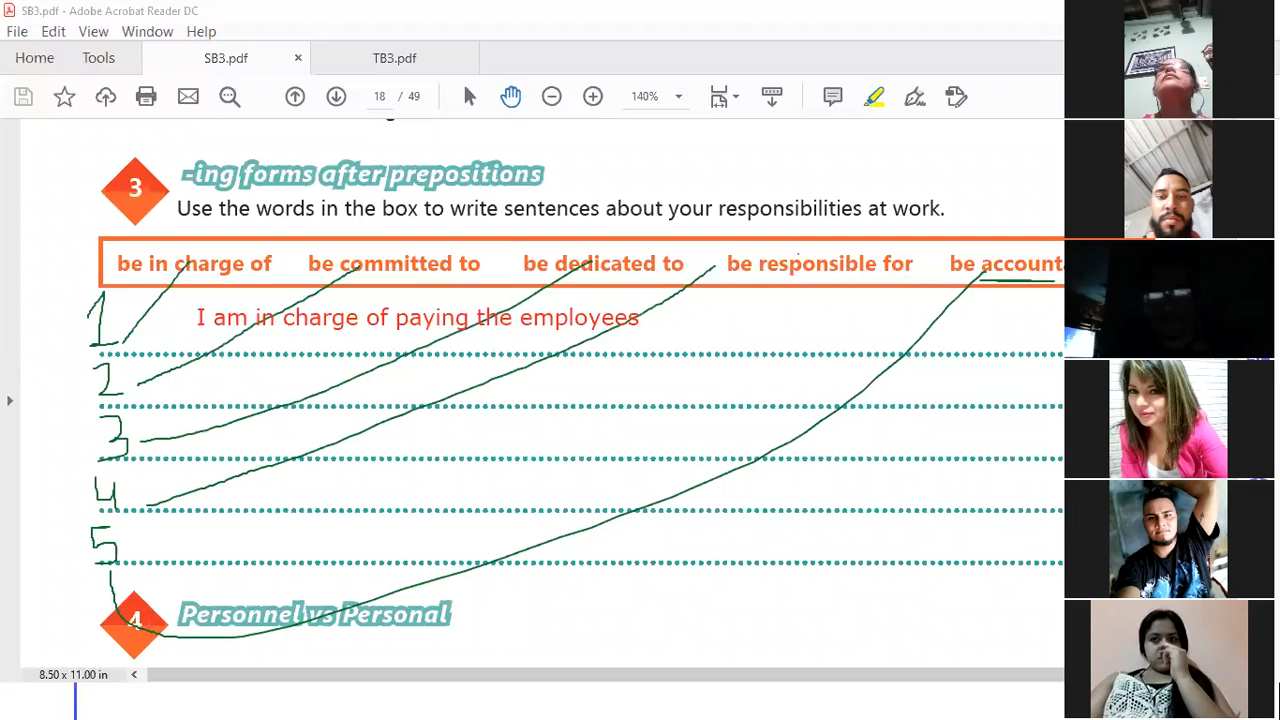 SB3.pdf - Adobe Acrobat Reader DC
File Edit View Window Help
Home Tools SB3.pdf × TB3.pdf
18 / 49 140%
3 -ing forms after prepositions
Use the words in the box to write sentences about your responsibilities at work.
be in charge of be committed to be dedicated to be responsible for be account
1 I am in charge of paying the employees
2
3
4
5
4 Personnel vs Personal
8.50 x 11.00 in